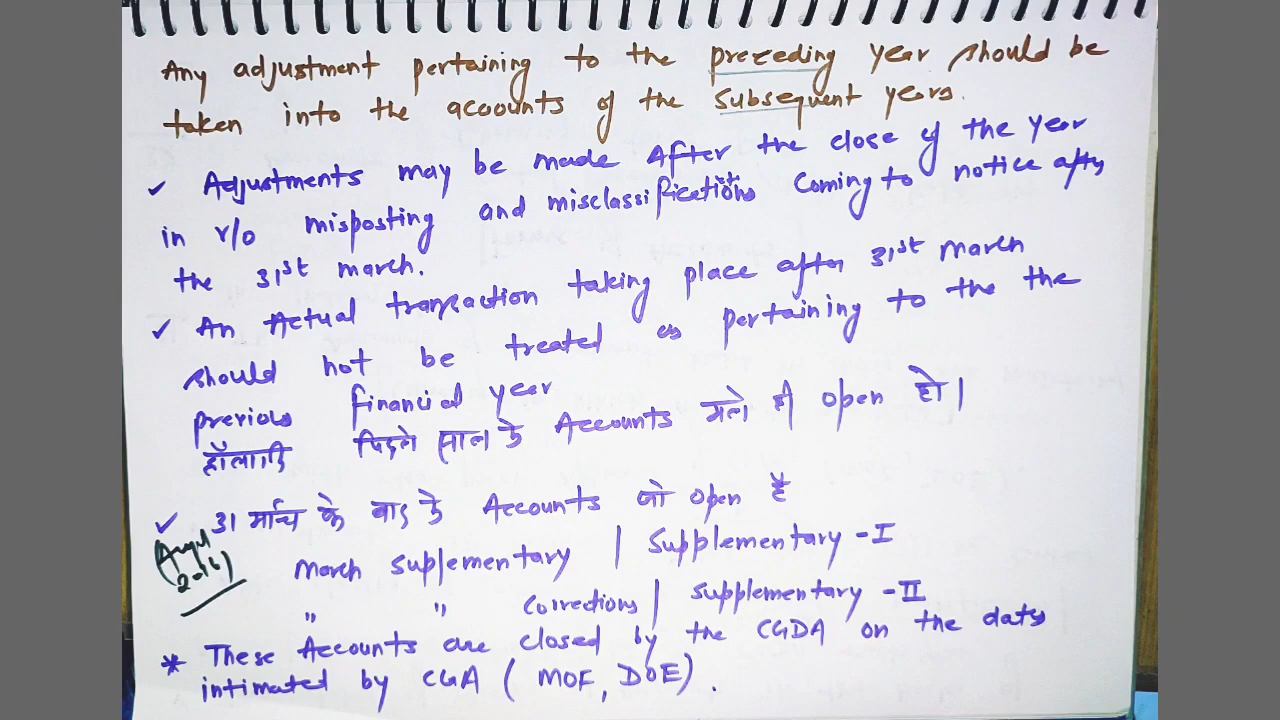 Any adjustment pertaining to the preceding year should be
taken into the accounts of the subsequent years.
✓ Adjustments may be made After the close of the year
in r/o misposting and misclassifications coming to notice after
the 31st march.
✓ An Actual transaction taking place after 31st march
should not be treated as pertaining to the the
previous financial year
हॉलाकि पिछले साल के Accounts भले ही open हो।
✓ 31 मार्च के बाद के Accounts जो open है
March suplementary | Supplementary - I
" " Corrections | supplementary - II
(
2016)
* These Accounts are closed by the CGDA on the date
intimated by CGA ( MOF, DOE) .